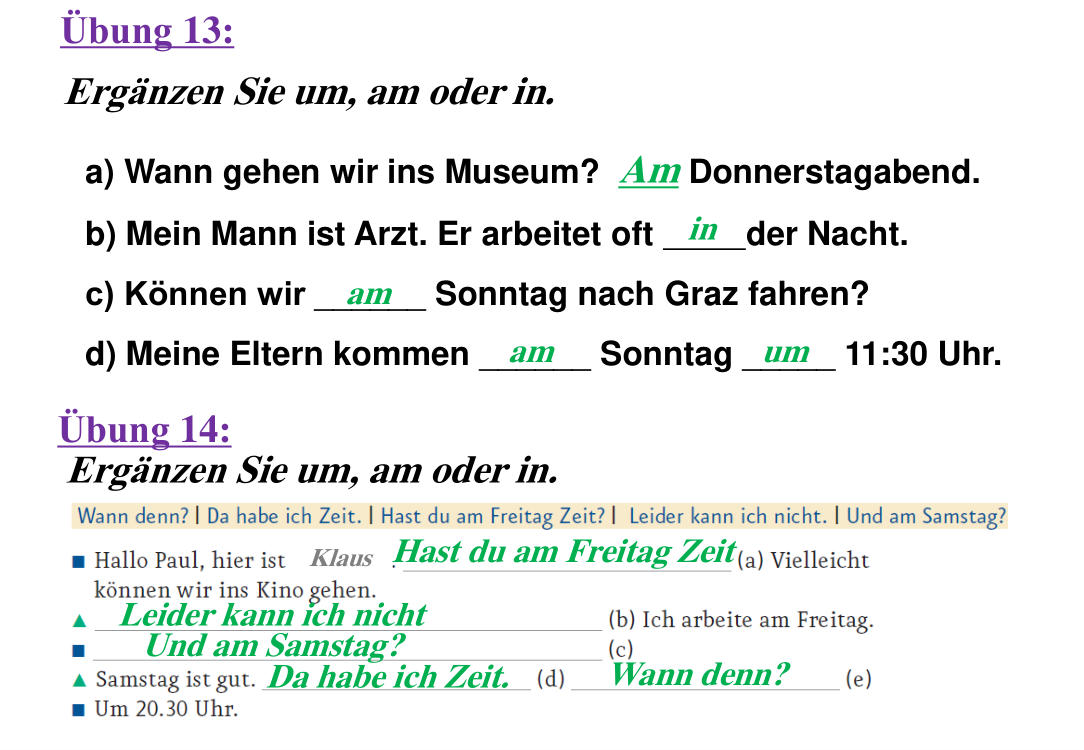 Übung 13:
Ergänzen Sie um, am oder in.
a) Wann gehen wir ins Museum? Am Donnerstagabend.
b) Mein Mann ist Arzt. Er arbeitet oft in der Nacht.
c) Können wir am Sonntag nach Graz fahren?
d) Meine Eltern kommen am Sonntag um 11:30 Uhr.
Übung 14:
Ergänzen Sie um, am oder in.
Wann denn? | Da habe ich Zeit. | Hast du am Freitag Zeit? | Leider kann ich nicht. | Und am Samstag?
■ Hallo Paul, hier ist Klaus . Hast du am Freitag Zeit (a) Vielleicht
können wir ins Kino gehen.
▲ Leider kann ich nicht (b) Ich arbeite am Freitag.
■ Und am Samstag? (c)
▲ Samstag ist gut. Da habe ich Zeit. (d) Wann denn? (e)
■ Um 20.30 Uhr.